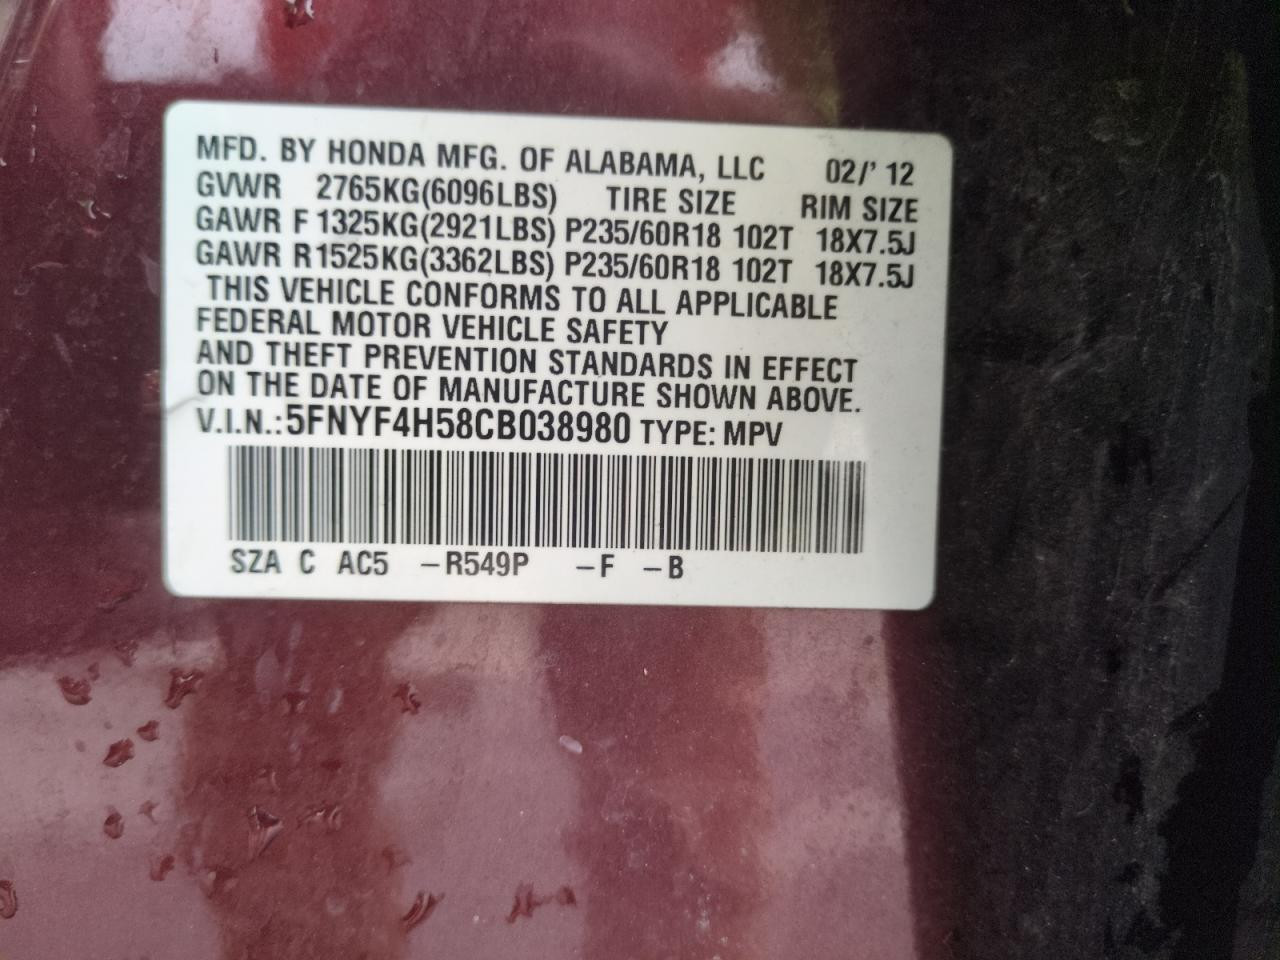 MFD. BY HONDA MFG. OF ALABAMA, LLC 02/' 12
GVWR 2765KG(6096LBS) TIRE SIZE RIM SIZE
GAWR F 1325KG(2921LBS) P235/60R18 102T 18X7.5J
GAWR R1525KG(3362LBS) P235/60R18 102T 18X7.5J
THIS VEHICLE CONFORMS TO ALL APPLICABLE
FEDERAL MOTOR VEHICLE SAFETY
AND THEFT PREVENTION STANDARDS IN EFFECT
ON THE DATE OF MANUFACTURE SHOWN ABOVE.
V.I.N.:5FNYF4H58CB038980 TYPE: MPV
SZA C AC5 -R549P -F -B